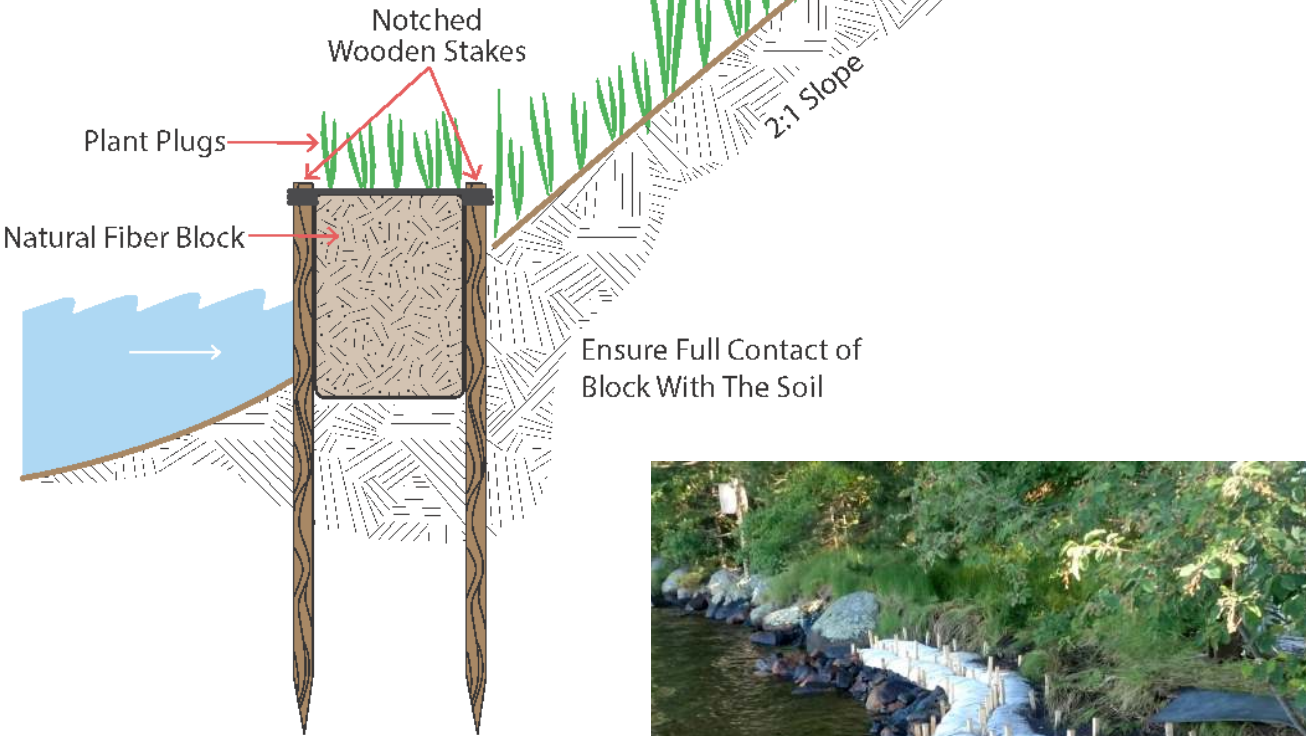 Notched
Wooden Stakes
Plant Plugs
2:1 Slope
Natural Fiber Block
Ensure Full Contact of
Block With The Soil